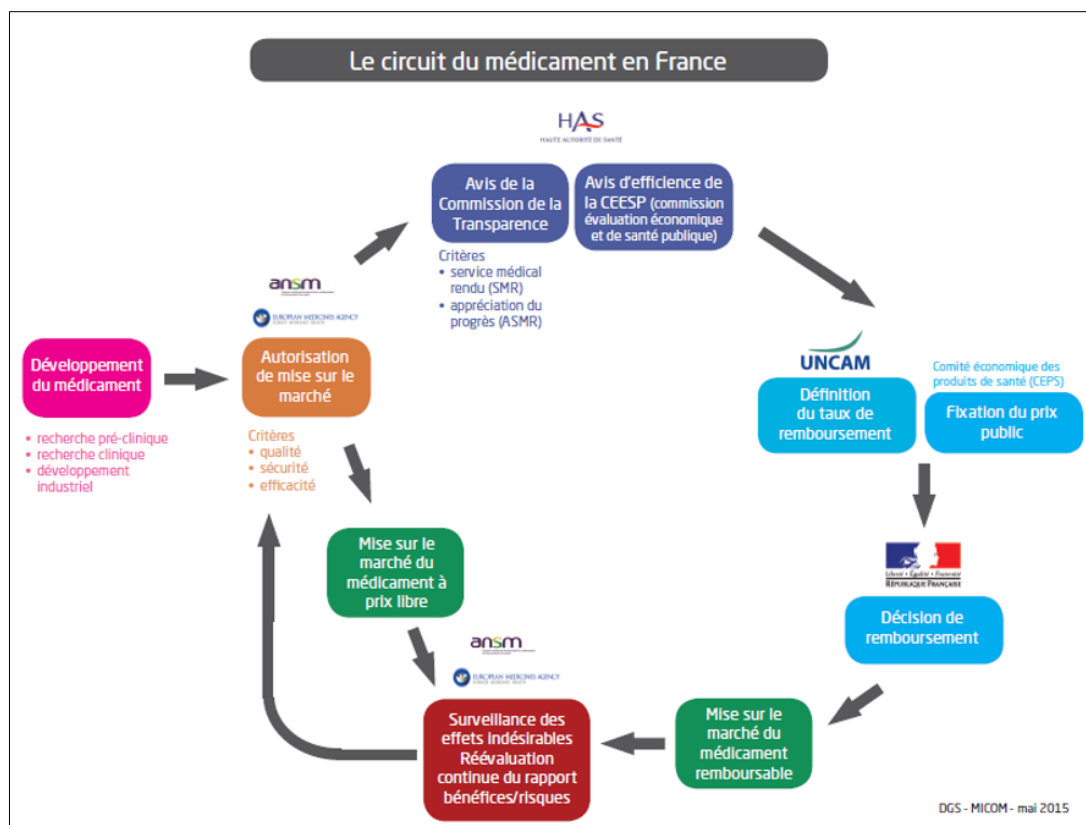 Le circuit du médicament en France
HAS
HAUTE AUTORITÉ DE SANTÉ
Avis de la
Commission de la
Transparence
Avis d'efficience de
la CEESP (commission
évaluation économique
et de santé publique)
Critères
• service médical
rendu (SMR)
• appréciation du
progrès (ASMR)
ansm
EUROPEAN MEDICINES AGENCY
Développement
du médicament
• recherche pré-clinique
• recherche clinique
• développement
industriel
Autorisation
de mise sur le
marché
Critères
• qualité
• sécurité
• efficacité
UNCAM
Définition
du taux de
remboursement
Comité économique des
produits de santé (CEPS)
Fixation du prix
public
Liberté • Égalité • Fraternité
RÉPUBLIQUE FRANÇAISE
Décision de
remboursement
Mise sur le
marché du
médicament à
prix libre
ansm
EUROPEAN MEDICINES AGENCY
Surveillance des
effets indésirables
Réévaluation
continue du rapport
bénéfices/risques
Mise sur le
marché du
médicament
remboursable
DGS - MICOM - mai 2015